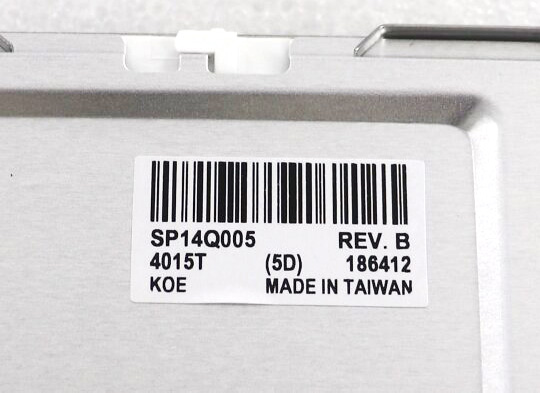 SP14Q005 REV. B
4015T (5D) 186412
KOE MADE IN TAIWAN